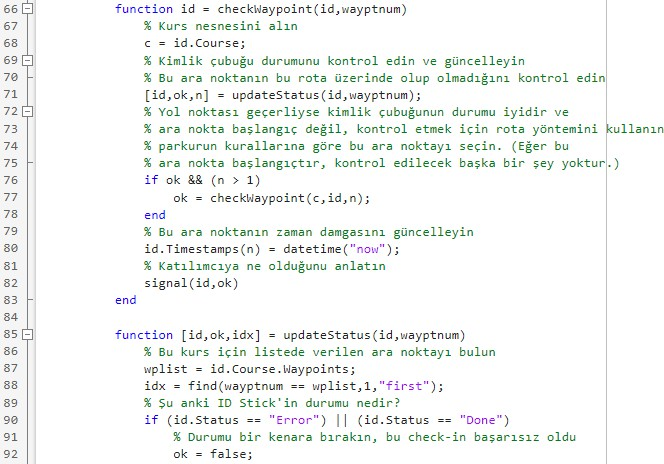 66 function id = checkWaypoint(id,wayptnum)
67 % Kurs nesnesini alın
68 c = id.Course;
69 % Kimlik çubuğu durumunu kontrol edin ve güncelleyin
70 % Bu ara noktanın bu rota üzerinde olup olmadığını kontrol edin
71 [id,ok,n] = updateStatus(id,wayptnum);
72 % Yol noktası geçerliyse kimlik çubuğunun durumu iyidir ve
73 % ara nokta başlangıç değil, kontrol etmek için rota yöntemini kullanın
74 % parkurun kurallarına göre bu ara noktayı seçin. (Eğer bu
75 % ara nokta başlangıçtır, kontrol edilecek başka bir şey yoktur.)
76 if ok && (n > 1)
77 ok = checkWaypoint(c,id,n);
78 end
79 % Bu ara noktanın zaman damgasını güncelleyin
80 id.Timestamps(n) = datetime("now");
81 % Katılımcıya ne olduğunu anlatın
82 signal(id,ok)
83 end
84
85 function [id,ok,idx] = updateStatus(id,wayptnum)
86 % Bu kurs için listede verilen ara noktayı bulun
87 wplist = id.Course.Waypoints;
88 idx = find(wayptnum == wplist,1,"first");
89 % Şu anki ID Stick'in durumu nedir?
90 if (id.Status == "Error") || (id.Status == "Done")
91 % Durumu bir kenara bırakın, bu check-in başarısız oldu
92 ok = false;